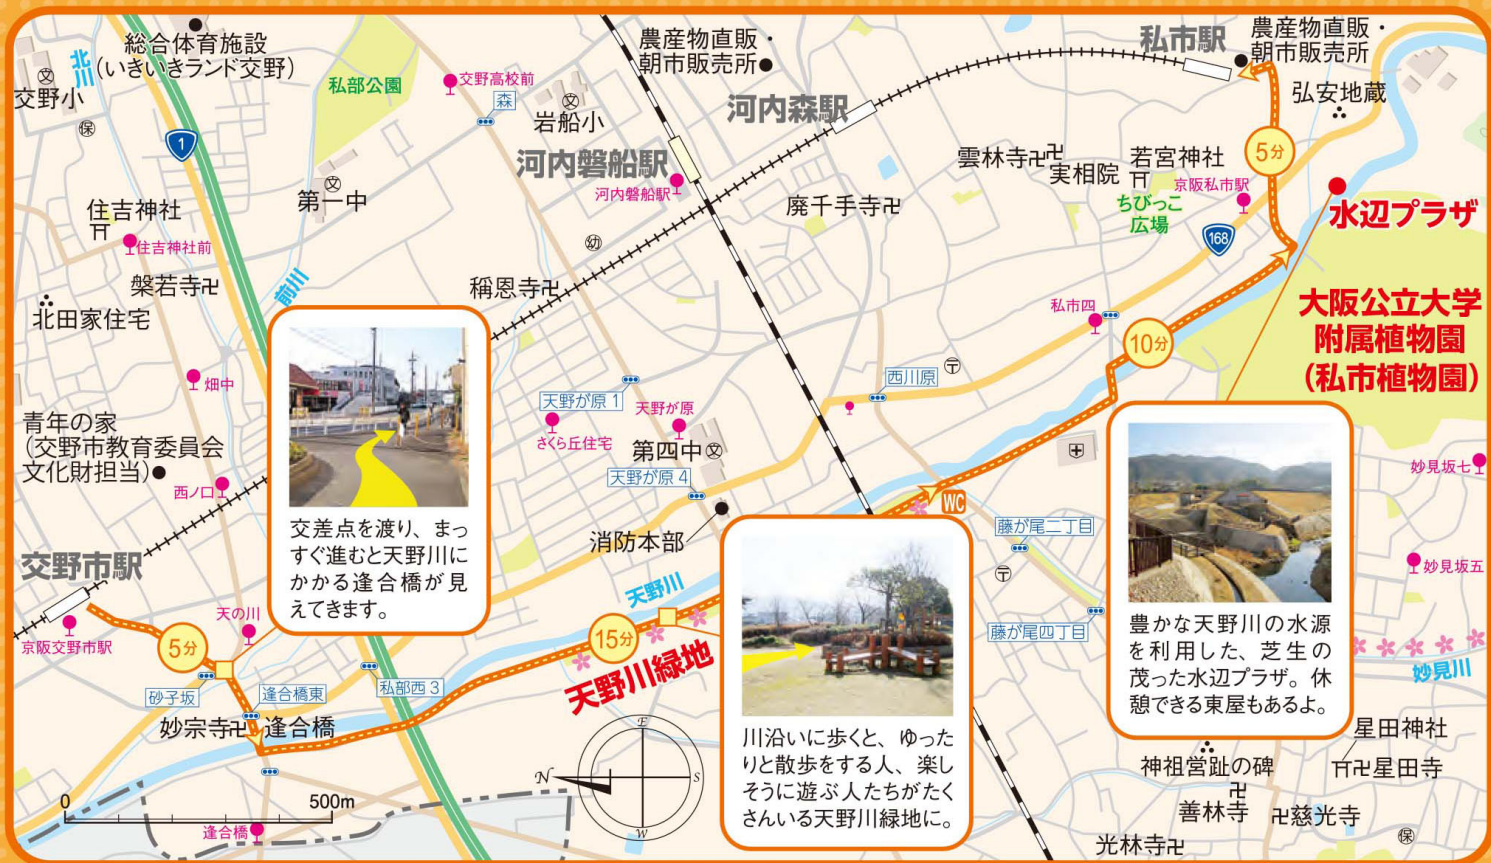 総合体育施設
(いきいきランド交野)
北川
文
交野小
保
1
私部公園
交野高校前
森
文
岩船小
農産物直販・
朝市販売所
河内森駅
河内磐船駅
河内磐船駅
私市駅
農産物直販・
朝市販売所
弘安地蔵
5分
雲林寺
実相院
若宮神社
京阪私市駅
ちびっこ
広場
168
水辺プラザ
廃千手寺
文
第一中
住吉神社
住吉神社前
幼
槃若寺
前川
稱恩寺
北田家住宅
私市四
10分
大阪公立大学
附属植物園
(私市植物園)
畑中
西川原
天野が原1
天野が原
さくら丘住宅
第四中
文
天野が原4
青年の家
(交野市教育委員会
文化財担当)
西ノ口
消防本部
WC
藤が尾二丁目
妙見坂七
妙見坂五
藤が尾四丁目
妙見川
交差点を渡り、まっ
すぐ進むと天野川に
かかる逢合橋が見
えてきます。
交野市駅
京阪交野市駅
天の川
5分
天野川
15分
天野川緑地
砂子坂
逢合橋東
私部西3
妙宗寺
逢合橋
川沿いに歩くと、ゆった
りと散歩をする人、楽し
そうに遊ぶ人たちがたく
さんいる天野川緑地に。
豊かな天野川の水源
を利用した、芝生の
茂った水辺プラザ。休
憩できる東屋もあるよ。
星田神社
星田寺
神祖営趾の碑
善林寺
慈光寺
光林寺
保
E
N
S
W
0
500m
逢合橋